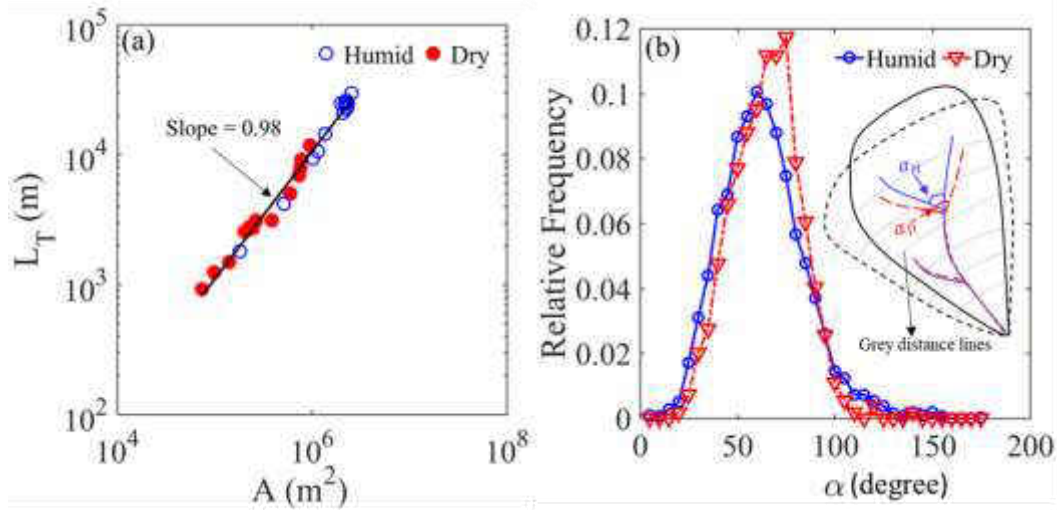 (a)
Humid Dry
Slope = 0.98
L_T (m)
10^5
10^4
10^3
10^2
10^4 10^6 10^8
A (m^2)
(b)
Humid Dry
Relative Frequency
0.12
0.1
0.08
0.06
0.04
0.02
0
0 50 100 150 200
α (degree)
Grey distance lines